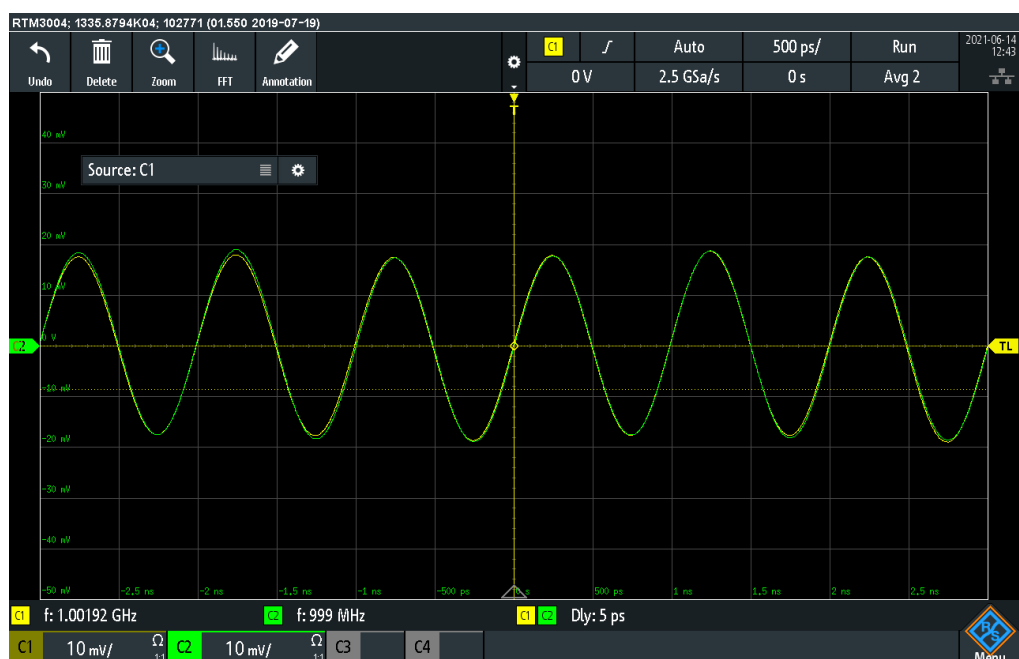 RTM3004; 1335.8794K04; 102771 (01.550 2019-07-19)
Undo Delete Zoom FFT Annotation
C1 Auto 500 ps/ Run
0 V 2.5 GSa/s 0 s Avg 2
2021-06-14
12:43
T
40 mV
Source: C1
30 mV
20 mV
10 mV
0 V
C2
TL
-10 mV
-20 mV
-30 mV
-40 mV
-50 mV -2.5 ns -2 ns -1.5 ns -1 ns -500 ps 0 s 500 ps 1 ns 1.5 ns 2 ns 2.5 ns
C1 f: 1.00192 GHz C2 f: 999 MHz C1 C2 Dly: 5 ps
C1 10 mV/ Ω 1:1 C2 10 mV/ Ω 1:1 C3 C4
R&S
Menu